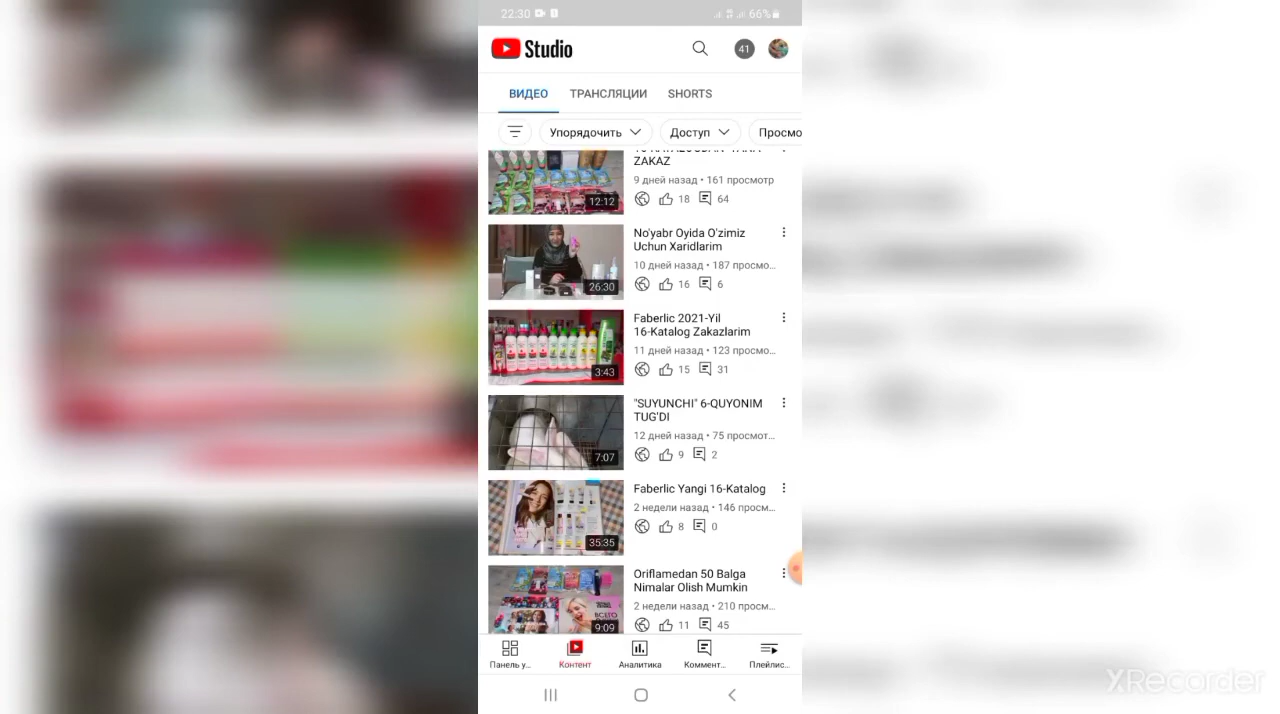 22:30
66%
Studio
41
ВИДЕО
ТРАНСЛЯЦИИ
SHORTS
Упорядочить
Доступ
Просмо
ZAKAZ
9 дней назад • 161 просмотр
18
64
12:12
No'yabr Oyida O'zimiz
Uchun Xaridlarim
10 дней назад • 187 просмо...
16
6
26:30
Faberlic 2021-Yil
16-Katalog Zakazlarim
11 дней назад • 123 просмо...
15
31
3:43
"SUYUNCHI" 6-QUYONIM
TUG'DI
12 дней назад • 75 просмот...
9
2
7:07
Faberlic Yangi 16-Katalog
2 недели назад • 146 просм...
8
0
35:35
Oriflamedan 50 Balga
Nimalar Olish Mumkin
2 недели назад • 210 просм...
11
45
9:09
ВСЕГО
Панель у...
Контент
Аналитика
Коммент...
Плейлис...
XRecorder